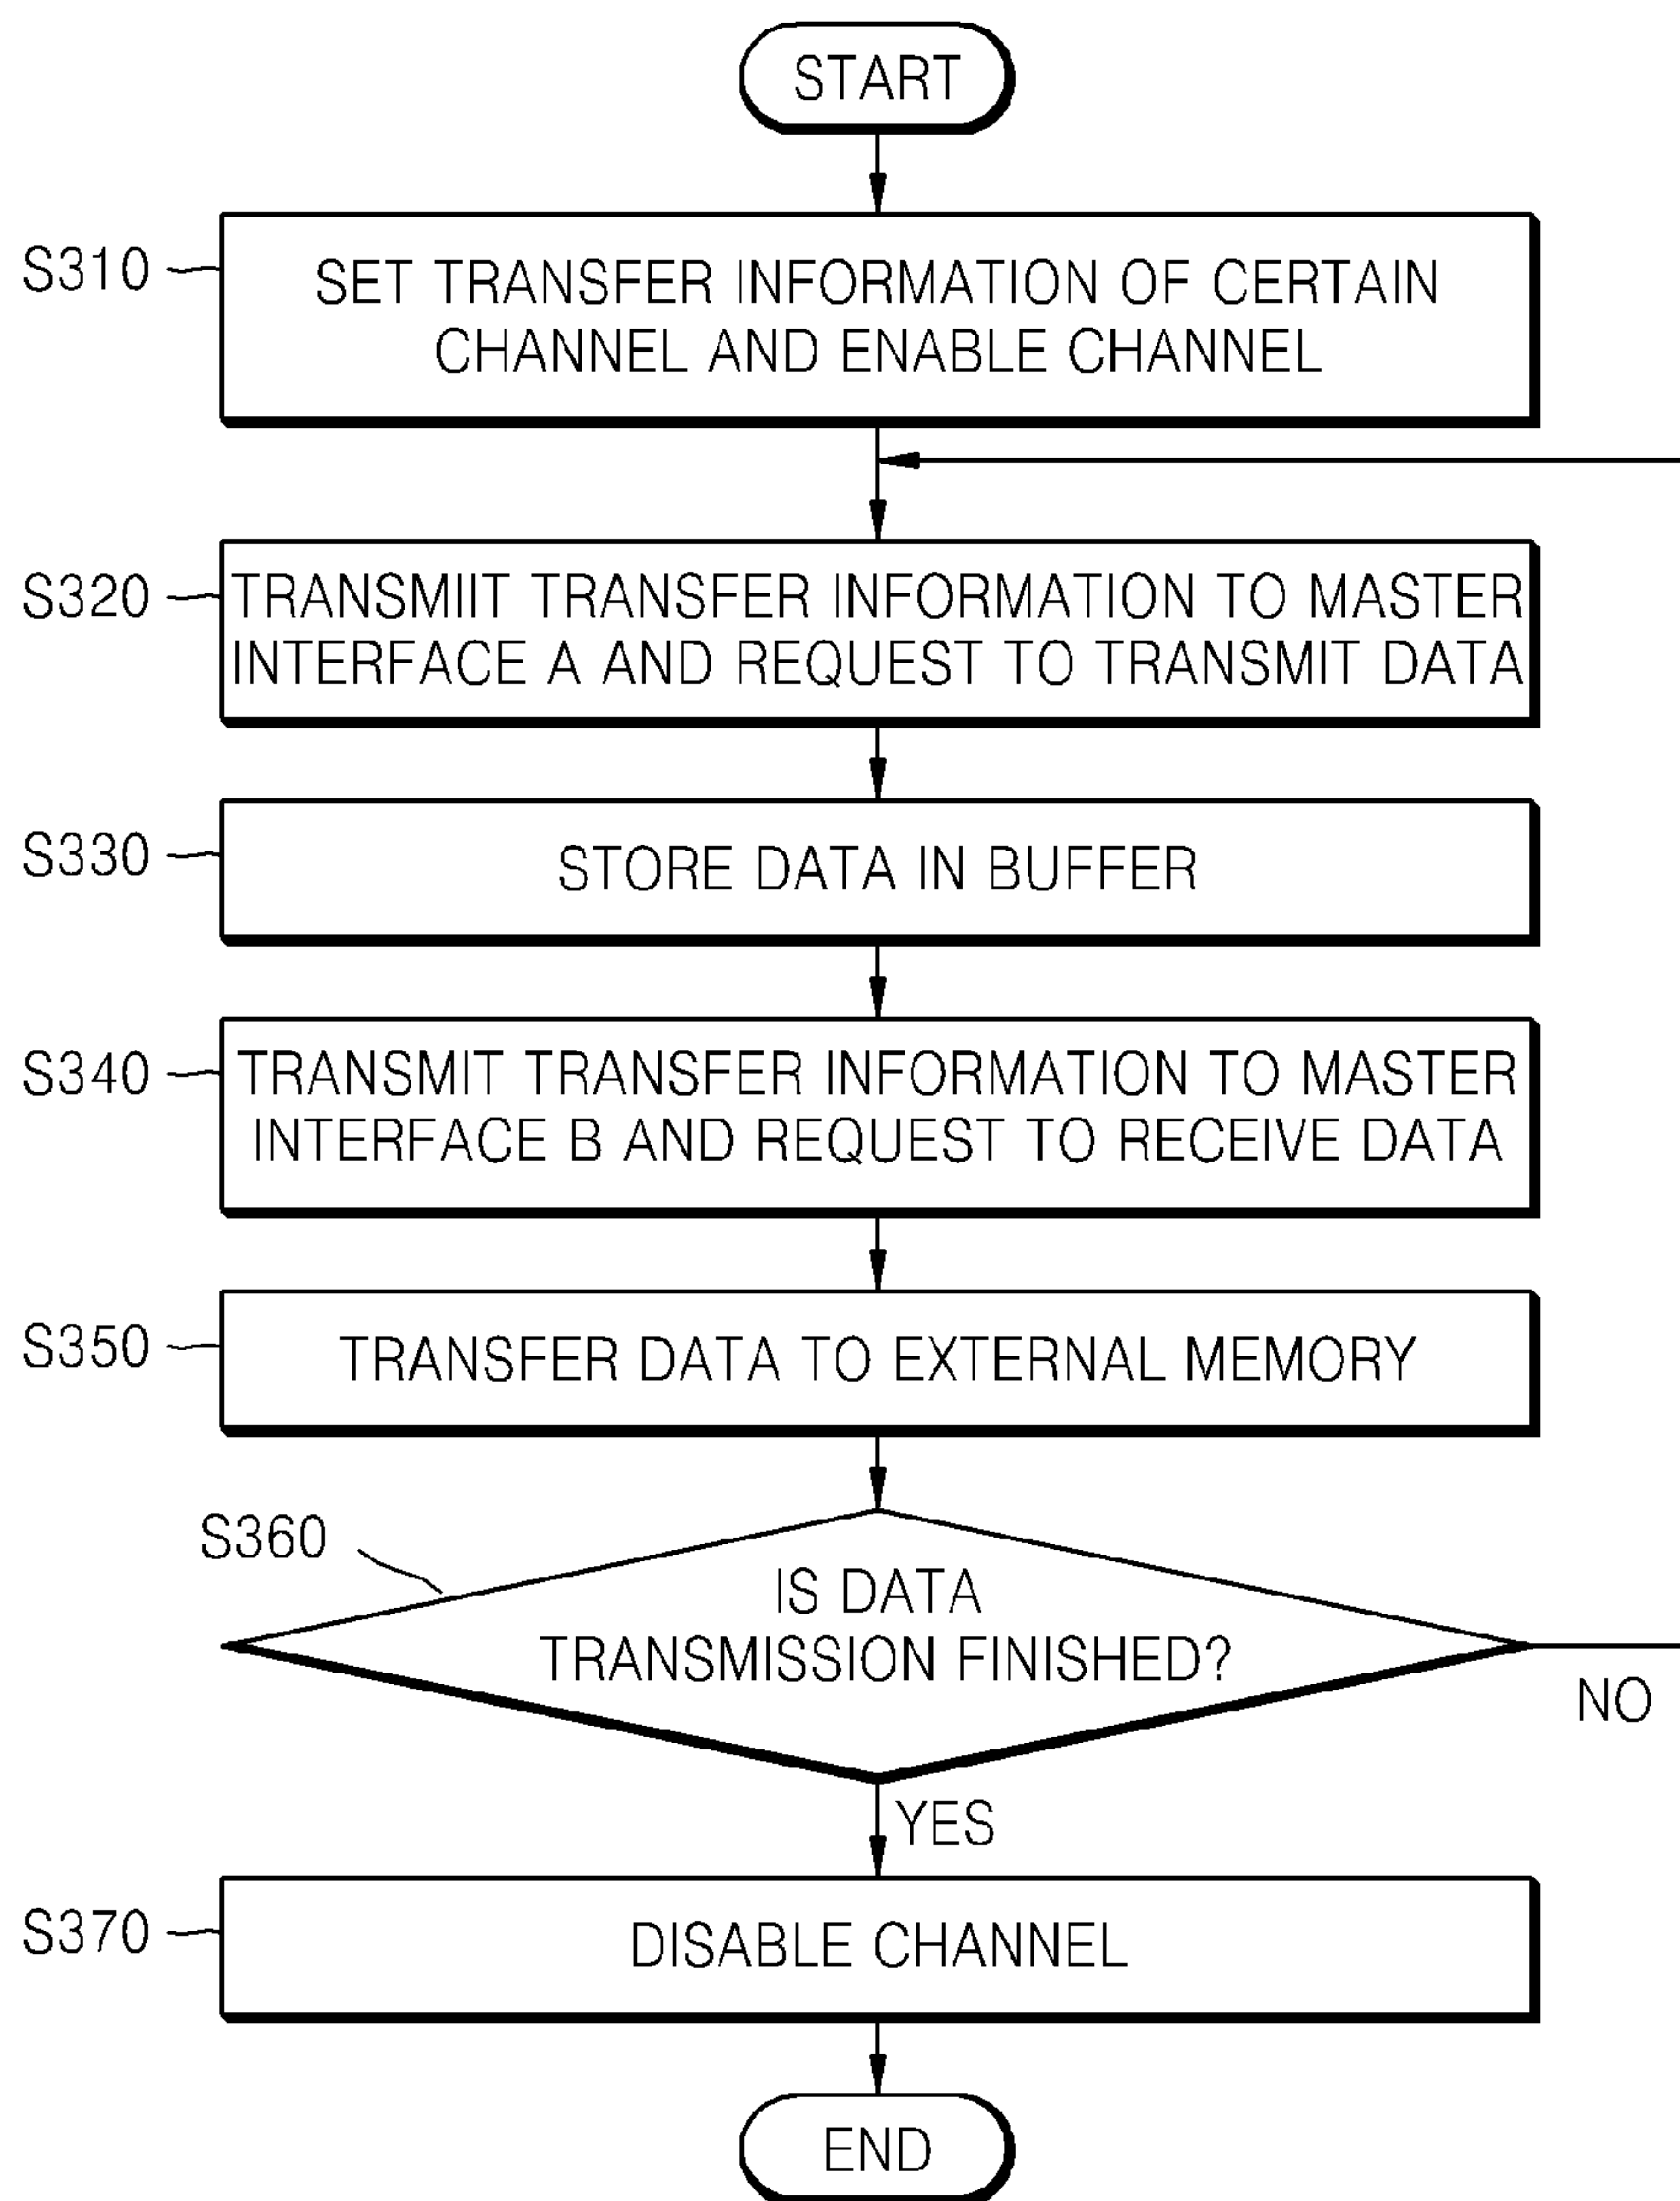 START
S310
SET TRANSFER INFORMATION OF CERTAIN
CHANNEL AND ENABLE CHANNEL
S320
TRANSMIIT TRANSFER INFORMATION TO MASTER
INTERFACE A AND REQUEST TO TRANSMIT DATA
S330
STORE DATA IN BUFFER
S340
TRANSMIT TRANSFER INFORMATION TO MASTER
INTERFACE B AND REQUEST TO RECEIVE DATA
S350
TRANSFER DATA TO EXTERNAL MEMORY
S360
IS DATA
TRANSMISSION FINISHED?
NO
YES
S370
DISABLE CHANNEL
END